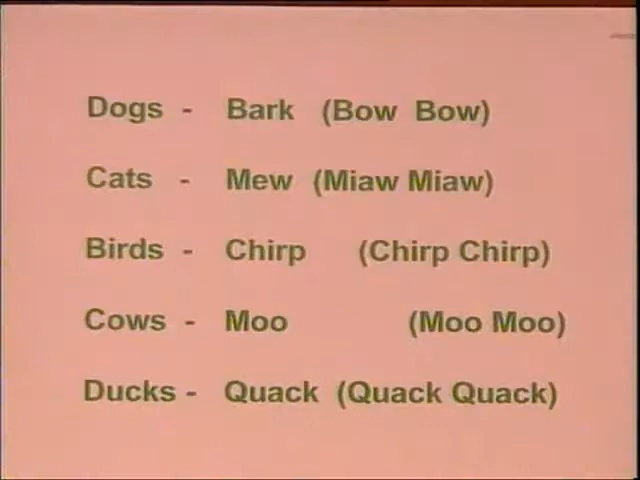 Dogs - Bark (Bow Bow)
Cats - Mew (Miaw Miaw)
Birds - Chirp (Chirp Chirp)
Cows - Moo (Moo Moo)
Ducks - Quack (Quack Quack)